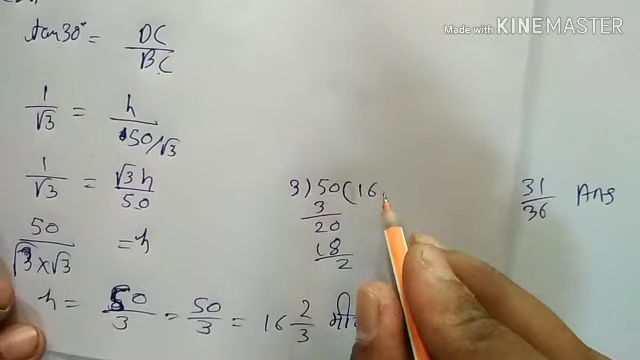 Made with KINEMASTER
tan30° = DC/BC
1/√3 = h/50/√3
1/√3 = √3 h/50
50/√3×√3 = h
h = 50/3 = 50/3 = 16 2/3
3 ) 50 ( 16
3
20
18
2
31/36 Ans